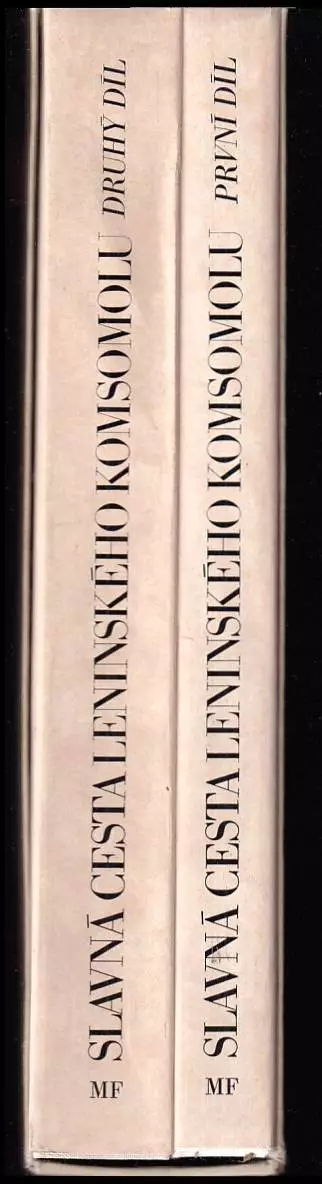 SLAVNÁ CESTA LENINSKÉHO KOMSOMOLU DRUHÝ DÍL
MF
SLAVNÁ CESTA LENINSKÉHO KOMSOMOLU PRVNÍ DÍL
MF